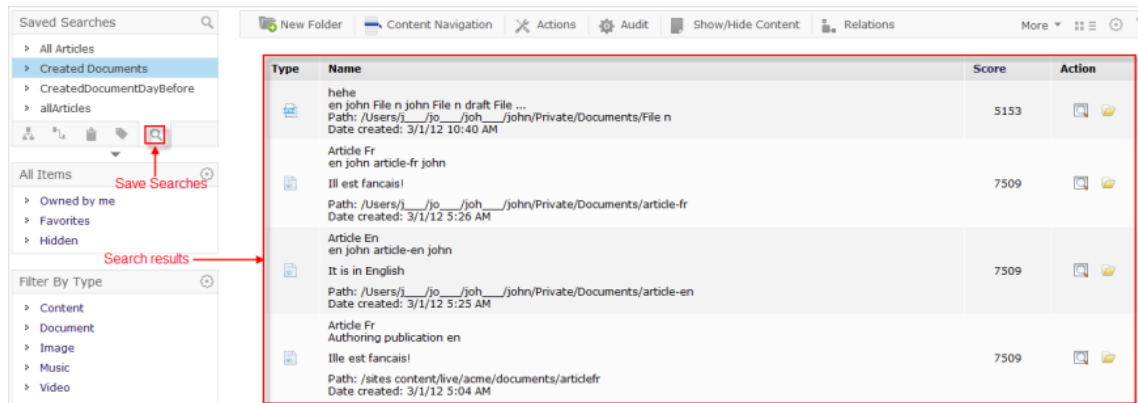 Saved Searches
All Articles
Created Documents
CreatedDocumentDayBefore
allArticles
Save Searches
All Items
Owned by me
Favorites
Hidden
Search results
Filter By Type
Content
Document
Image
Music
Video
New Folder Content Navigation Actions Audit Show/Hide Content Relations More
Type Name Score Action
hehe
en john File n john File n draft File ...
Path: /Users/j___/jo___/joh___/john/Private/Documents/File n
Date created: 3/1/12 10:40 AM
5153
Article Fr
en john article-fr john
Ill est fancais!
Path: /Users/j___/jo___/joh___/john/Private/Documents/article-fr
Date created: 3/1/12 5:26 AM
7509
Article En
en john article-en john
It is in English
Path: /Users/j___/jo___/joh___/john/Private/Documents/article-en
Date created: 3/1/12 5:25 AM
7509
Article Fr
Authoring publication en
Ille est fancais!
Path: /sites content/live/acme/documents/articlefr
Date created: 3/1/12 5:04 AM
7509